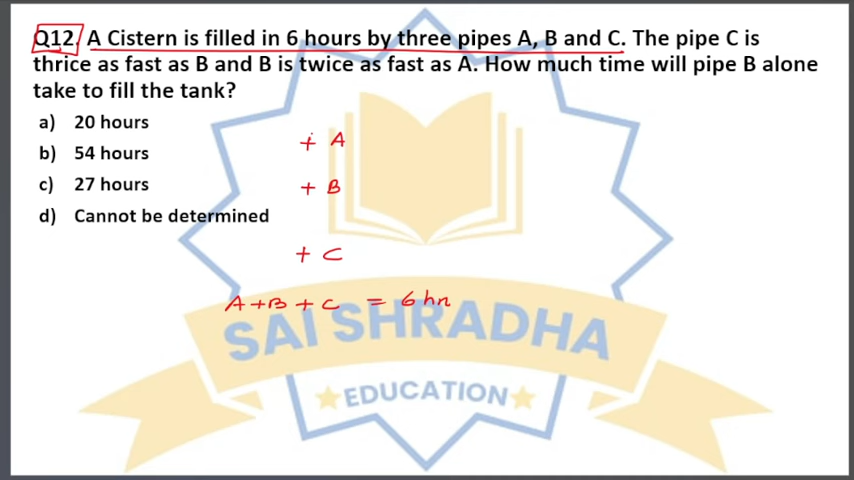 Q12. A Cistern is filled in 6 hours by three pipes A, B and C. The pipe C is
thrice as fast as B and B is twice as fast as A. How much time will pipe B alone
take to fill the tank?
a) 20 hours
b) 54 hours
c) 27 hours
d) Cannot be determined
+ A
+ B
+ C
A+B+C = 6 hr
SAI SHRADHA
EDUCATION